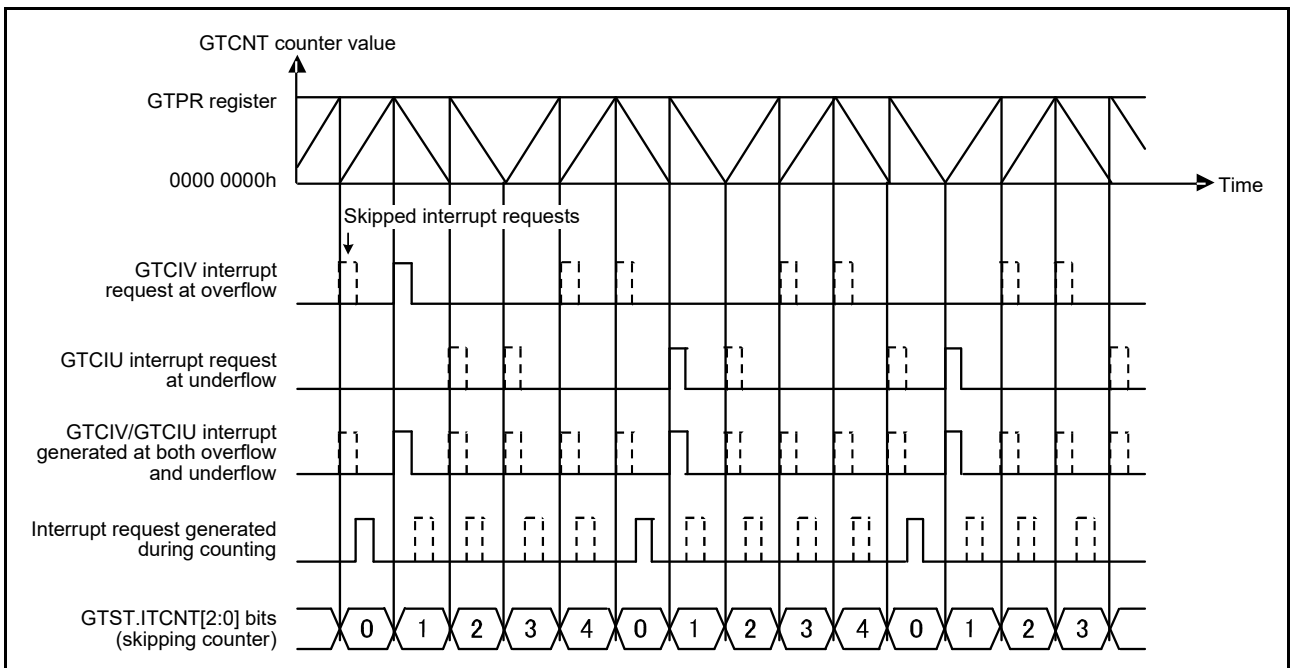 GTCNT counter value
GTPR register
0000 0000h
Time
Skipped interrupt requests
GTCIV interrupt
request at overflow
GTCIU interrupt request
at underflow
GTCIV/GTCIU interrupt
generated at both overflow
and underflow
Interrupt request generated
during counting
GTST.ITCNT[2:0] bits
(skipping counter)
0 1 2 3 4 0 1 2 3 4 0 1 2 3